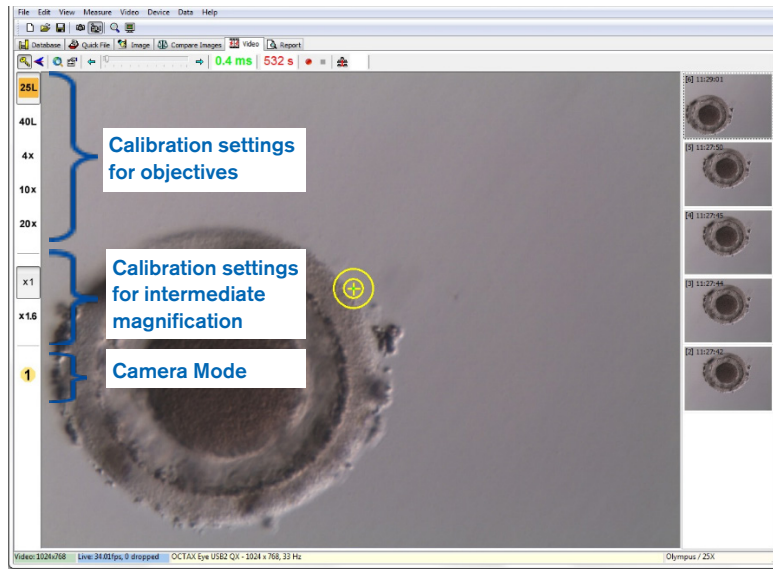 File Edit View Measure Video Device Data Help
Database Quick File Image Compare Images Video Report
0.4 ms 532 s
25L
40L
4x
10x
20x
x1
x1.6
1
Calibration settings
for objectives
Calibration settings
for intermediate
magnification
Camera Mode
[6] 11:29:01
[5] 11:27:50
[4] 11:27:45
[3] 11:27:44
[2] 11:27:42
Video: 1024x768 Live: 34.01fps, 0 dropped OCTAX Eye USB2 QX - 1024 x 768, 33 Hz Olympus / 25X